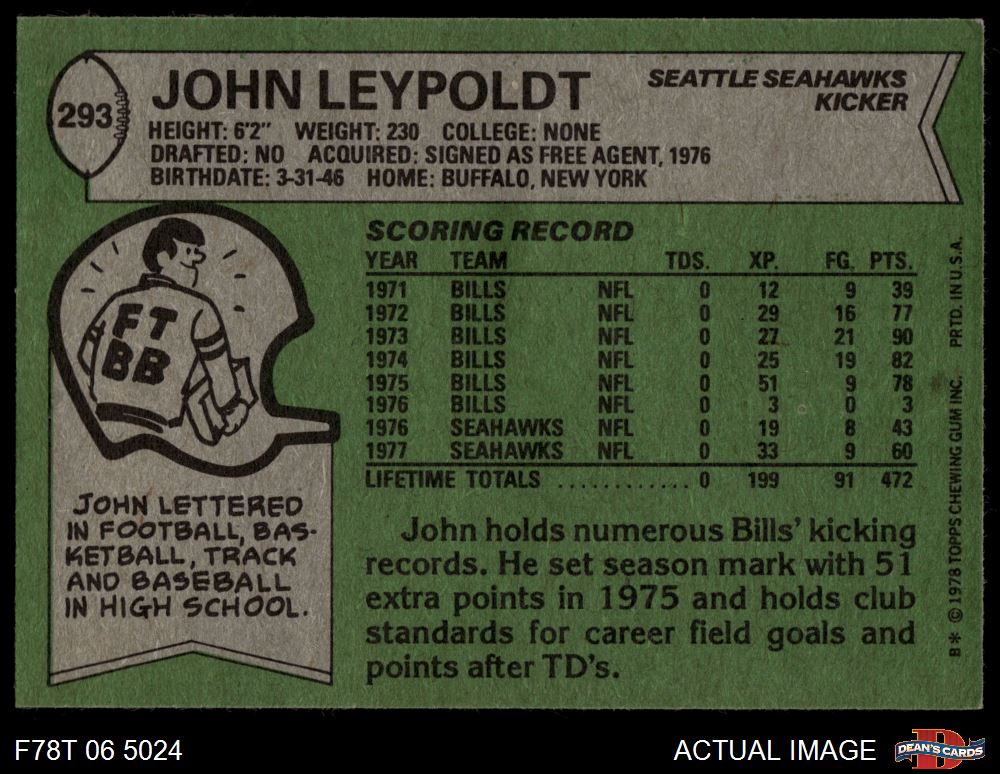 293
JOHN LEYPOLDT
SEATTLE SEAHAWKS
KICKER
HEIGHT: 6'2" WEIGHT: 230 COLLEGE: NONE
DRAFTED: NO ACQUIRED: SIGNED AS FREE AGENT, 1976
BIRTHDATE: 3-31-46 HOME: BUFFALO, NEW YORK
FT
BB
JOHN LETTERED
IN FOOTBALL, BAS-
KETBALL, TRACK
AND BASEBALL
IN HIGH SCHOOL.
SCORING RECORD
YEAR TEAM TDS. XP. FG. PTS.
1971 BILLS NFL 0 12 9 39
1972 BILLS NFL 0 29 16 77
1973 BILLS NFL 0 27 21 90
1974 BILLS NFL 0 25 19 82
1975 BILLS NFL 0 51 9 78
1976 BILLS NFL 0 3 0 3
1976 SEAHAWKS NFL 0 19 8 43
1977 SEAHAWKS NFL 0 33 9 60
LIFETIME TOTALS ............ 0 199 91 472
John holds numerous Bills' kicking
records. He set season mark with 51
extra points in 1975 and holds club
standards for career field goals and
points after TD's.
B* © 1978 TOPPS CHEWING GUM INC. PRTD. IN U.S.A.
F78T 06 5024
ACTUAL IMAGE
D
DEAN'S CARDS